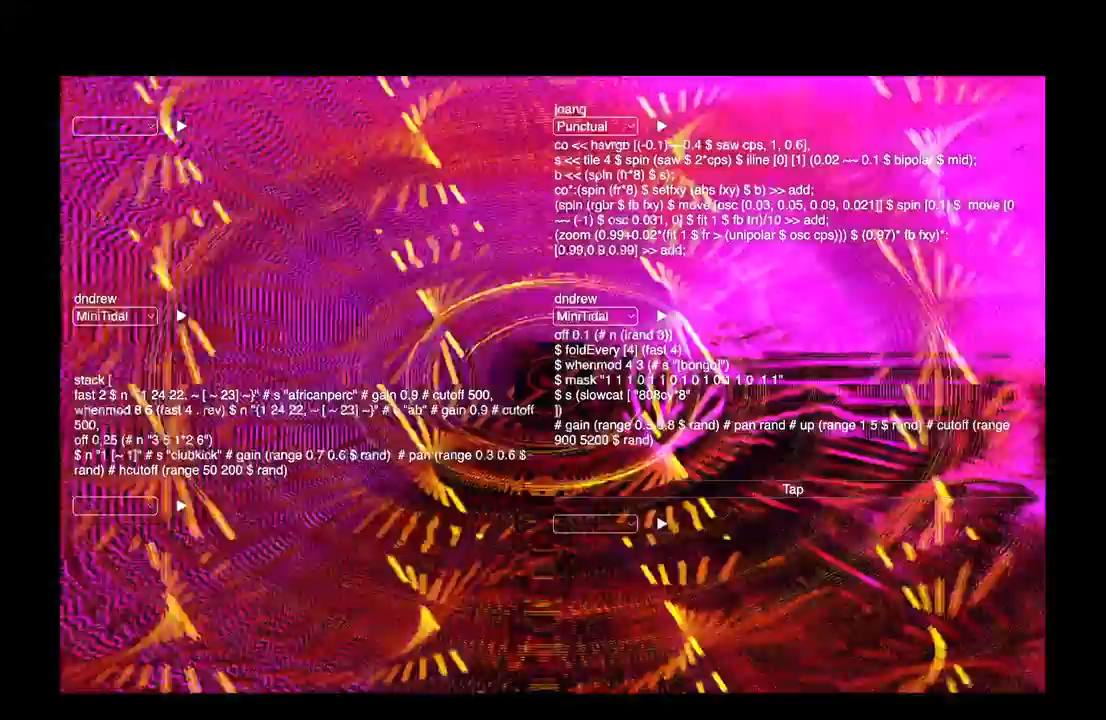 jnang
Punctual
co << hsvrgb [(-0.1) ~~ 0.4 $ saw cps, 1, 0.6],
s << tile 4 $ spin (saw $ 2*cps) $ iline [0] [1] (0.02 ~~ 0.1 $ bipolar $ mid);
b << (spin (fr*8) $ s);
co*:(spin (fr*8) $ setfxy (abs fxy) $ b) >> add;
(spin (rgbr $ fb fxy) $ move [osc [0.03, 0.05, 0.09, 0.021]] $ spin [0.1] $ move [0
~~ (-1) $ osc 0.031, 0] $ fit 1 $ fb tri)/10 >> add;
(zoom (0.99+0.02*(fit 1 $ fr > (unipolar $ osc cps))) $ (0.97)* fb fxy)*:
[0.99,0.9,0.99] >> add;
dndrew
MiniTidal
stack [
fast 2 $ n "1 24 22, ~ [ ~ 23] ~}" # s "africanperc" # gain 0.9 # cutoff 500,
whenmod 8 6 (fast 4 . rev) $ n "{1 24 22, ~ [ ~ 23] ~}" # "ab" # gain 0.9 # cutoff
500,
off 0.25 (# n "3 5 1*2 6")
$ n "1 [~ 1]" # s "clubkick" # gain (range 0.7 0.6 $ rand) # pan (range 0.3 0.6 $
rand) # hcutoff (range 50 200 $ rand)
dndrew
MiniTidal
off 0.1 (# n (irand 3))
$ foldEvery [4] (fast 4)
$ whenmod 4 3 (# s "[bongo]")
$ mask "1 1 1 0 1 1 0 1 0 1 0 1 1 0 1 1"
$ s (slowcat [ "808cy*8"
])
# gain (range 0.5 0.8 $ rand) # pan rand # up (range 1 5 $ rand) # cutoff (range
900 5200 $ rand)
Tap